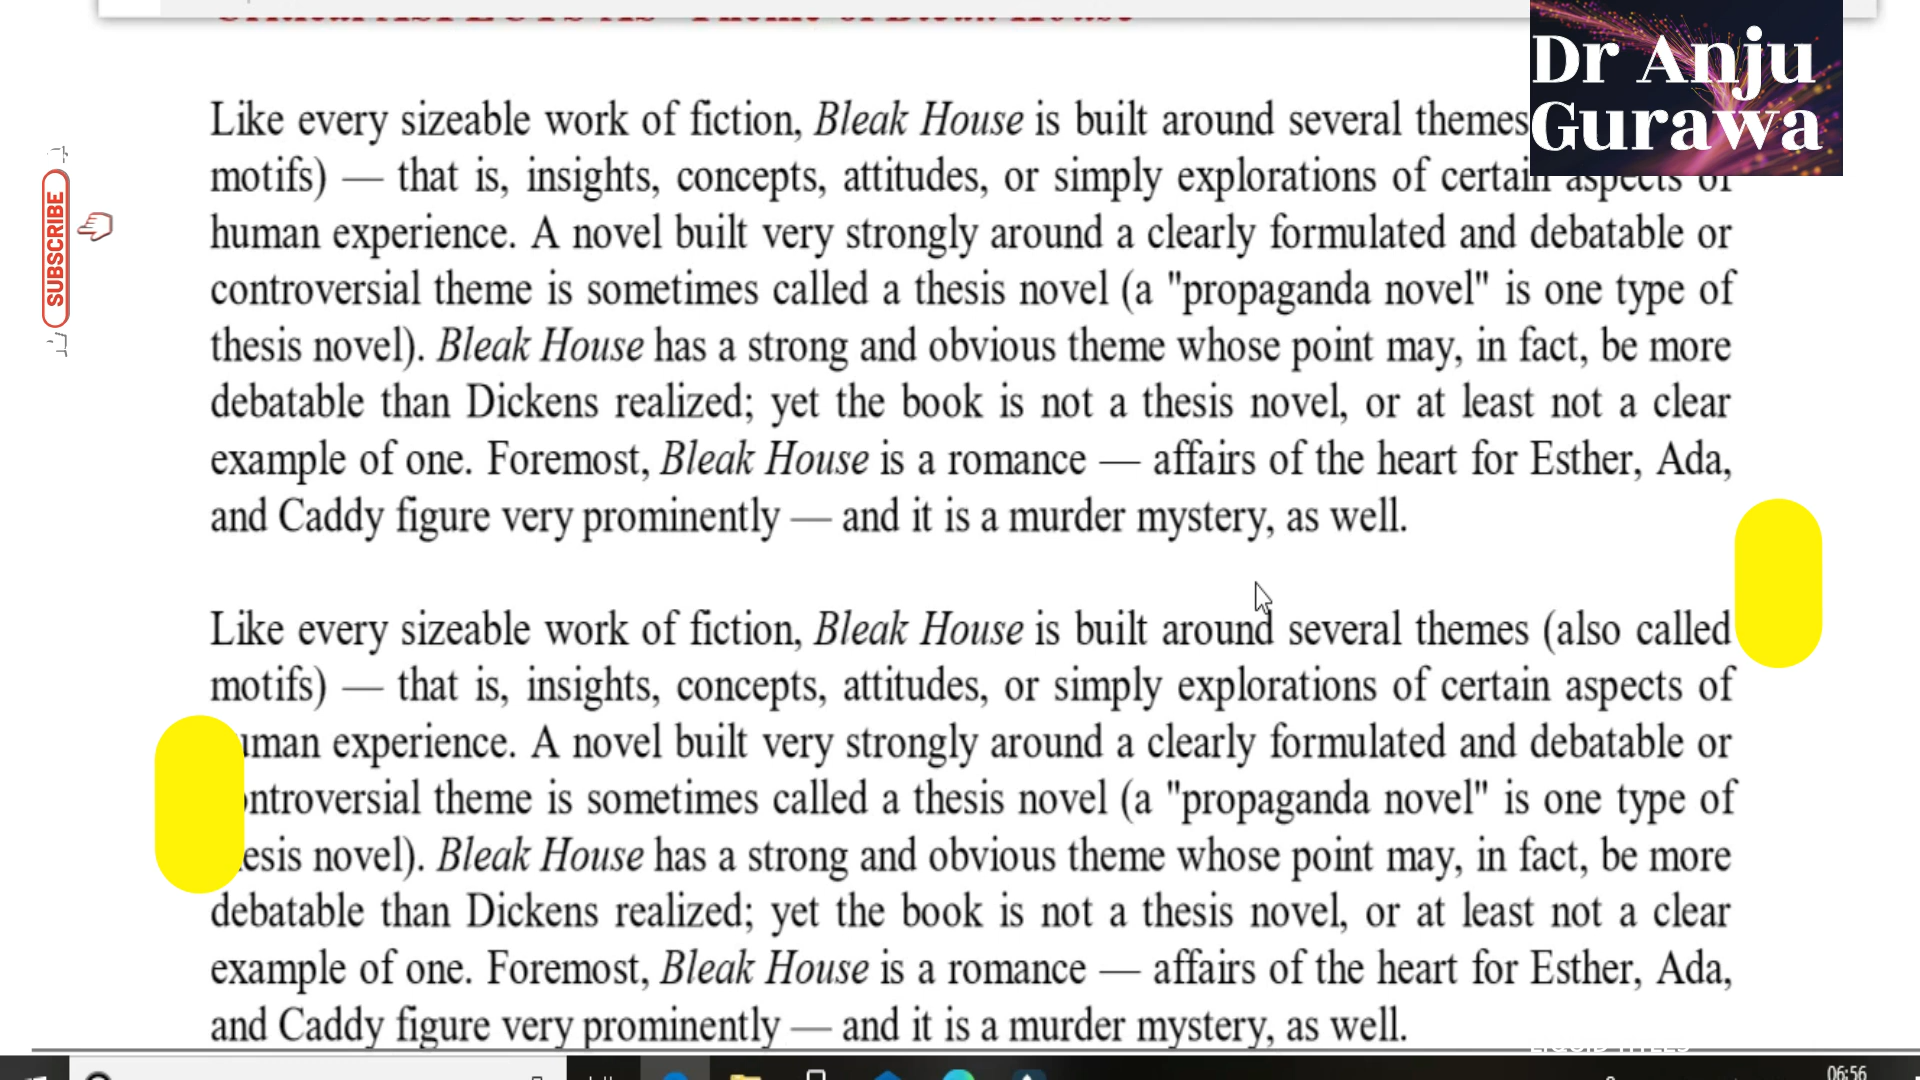 Critical ASPECTS As "Theme of Bleak House"
Dr Anju
Gurawa
Like every sizeable work of fiction, Bleak House is built around several themes
motifs) — that is, insights, concepts, attitudes, or simply explorations of certain aspects of
human experience. A novel built very strongly around a clearly formulated and debatable or
controversial theme is sometimes called a thesis novel (a "propaganda novel" is one type of
thesis novel). Bleak House has a strong and obvious theme whose point may, in fact, be more
debatable than Dickens realized; yet the book is not a thesis novel, or at least not a clear
example of one. Foremost, Bleak House is a romance — affairs of the heart for Esther, Ada,
and Caddy figure very prominently — and it is a murder mystery, as well.
SUBSCRIBE
Like every sizeable work of fiction, Bleak House is built around several themes (also called
motifs) — that is, insights, concepts, attitudes, or simply explorations of certain aspects of
uman experience. A novel built very strongly around a clearly formulated and debatable or
ontroversial theme is sometimes called a thesis novel (a "propaganda novel" is one type of
esis novel). Bleak House has a strong and obvious theme whose point may, in fact, be more
debatable than Dickens realized; yet the book is not a thesis novel, or at least not a clear
example of one. Foremost, Bleak House is a romance — affairs of the heart for Esther, Ada,
and Caddy figure very prominently — and it is a murder mystery, as well.
06:56